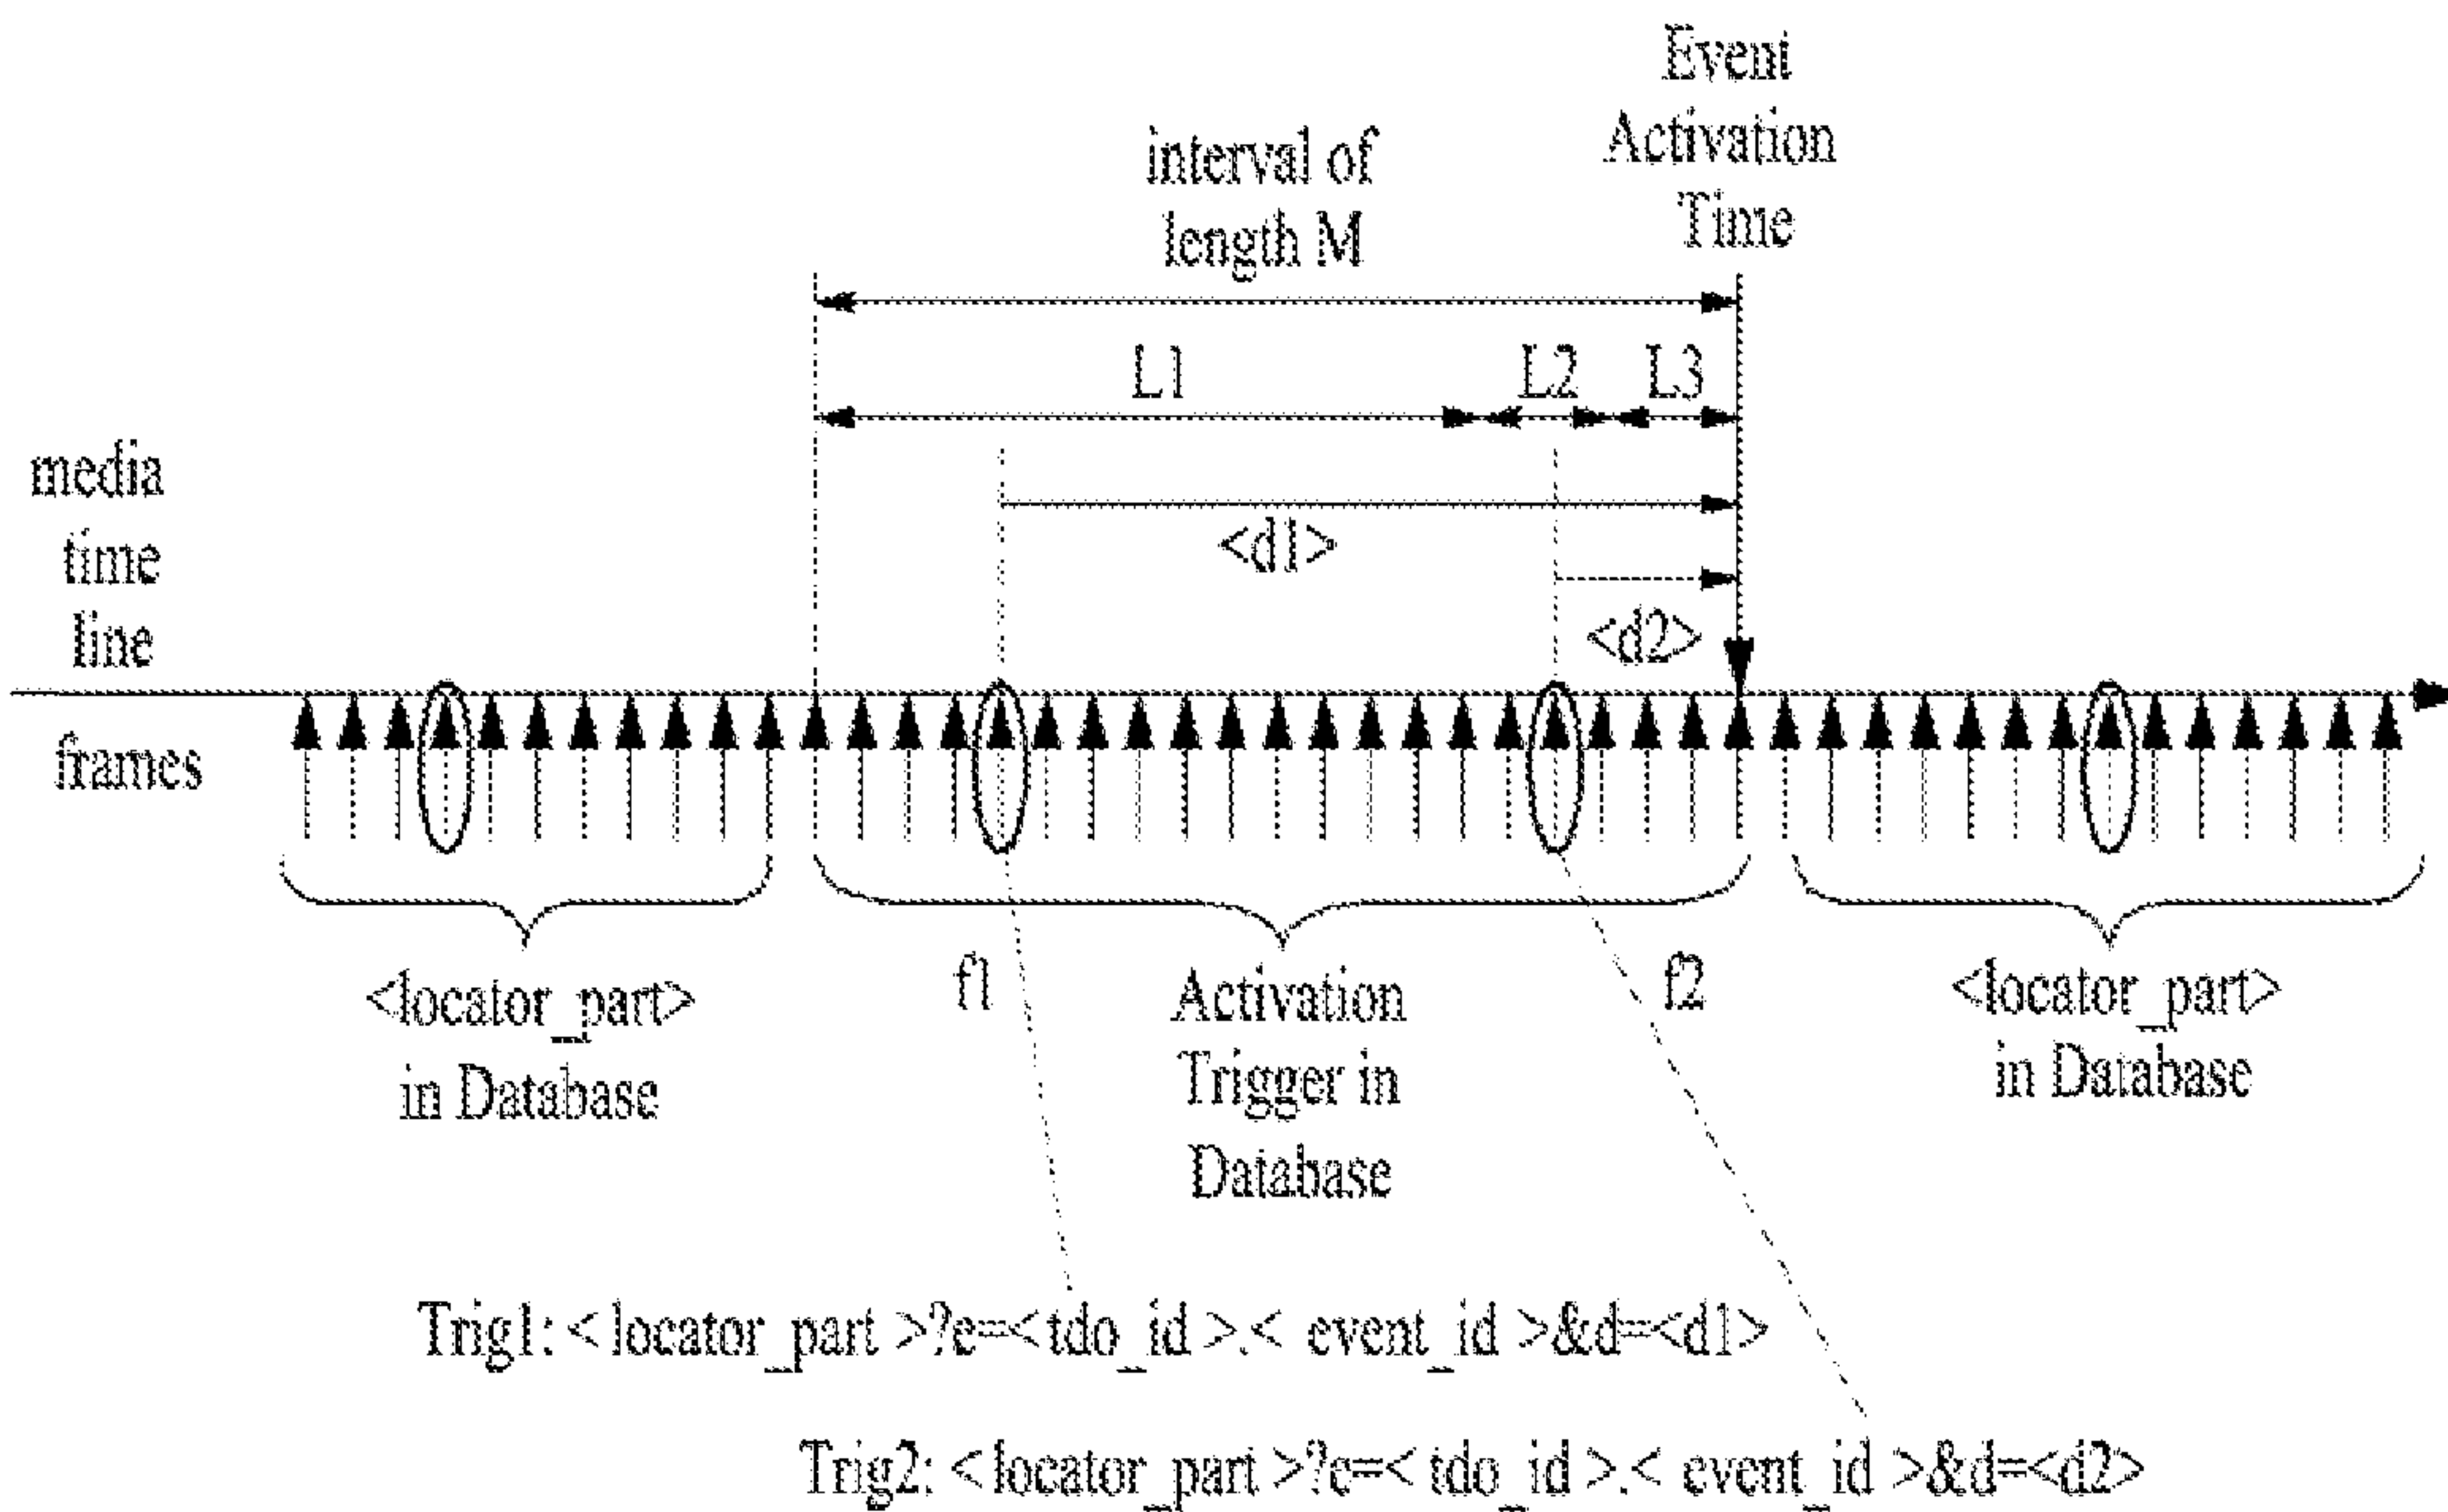 Event
Activation
Time
interval of
length M
L1
L2
L3
media
time
line
<d1>
<d2>
frames
<locator_part>
in Database
f1
Activation
Trigger in
Database
f2
<locator_part>
in Database
Trig1: < locator_part >?e=< tdo_id >.< event_id >&d=<d1>
Trig2: < locator_part >?e=< tdo_id >.< event_id >&d=<d2>